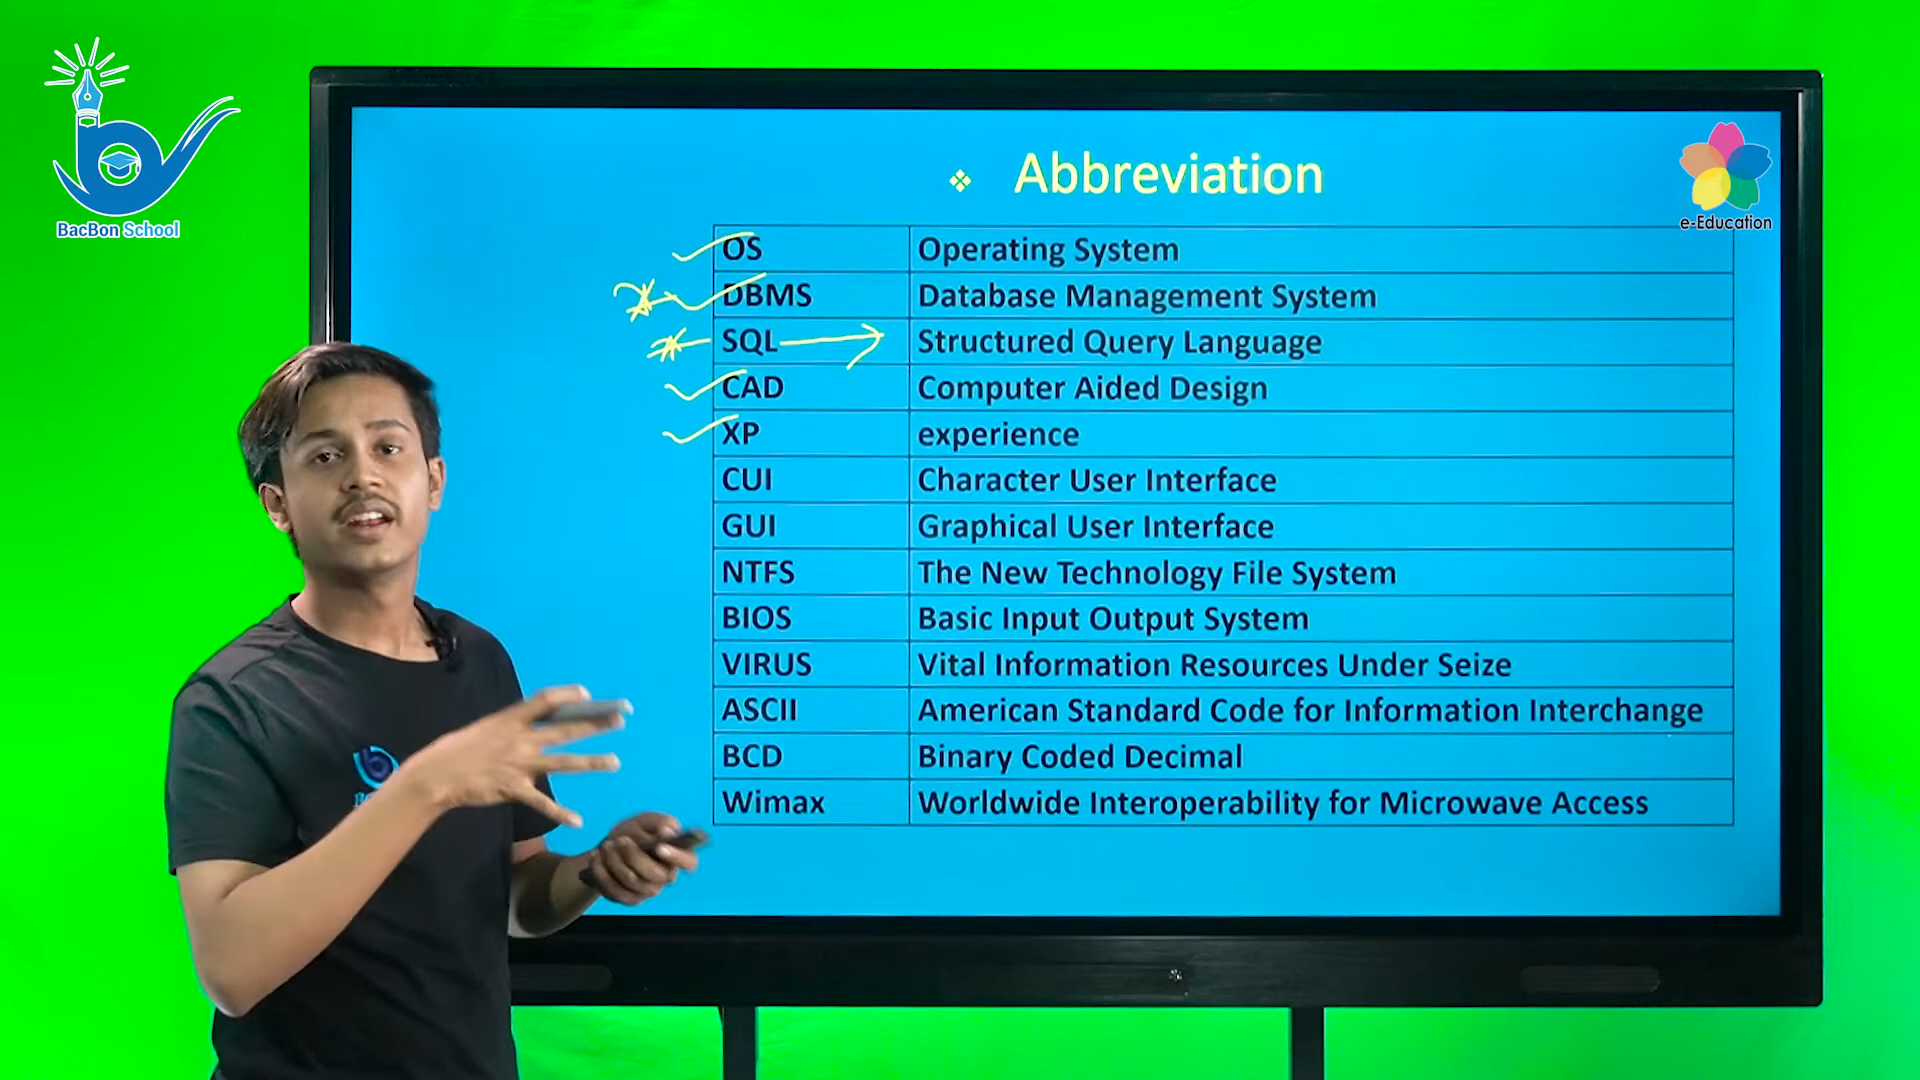 BacBon School
❖ Abbreviation
e-Education
OS Operating System
DBMS Database Management System
SQL Structured Query Language
CAD Computer Aided Design
XP experience
CUI Character User Interface
GUI Graphical User Interface
NTFS The New Technology File System
BIOS Basic Input Output System
VIRUS Vital Information Resources Under Seize
ASCII American Standard Code for Information Interchange
BCD Binary Coded Decimal
Wimax Worldwide Interoperability for Microwave Access